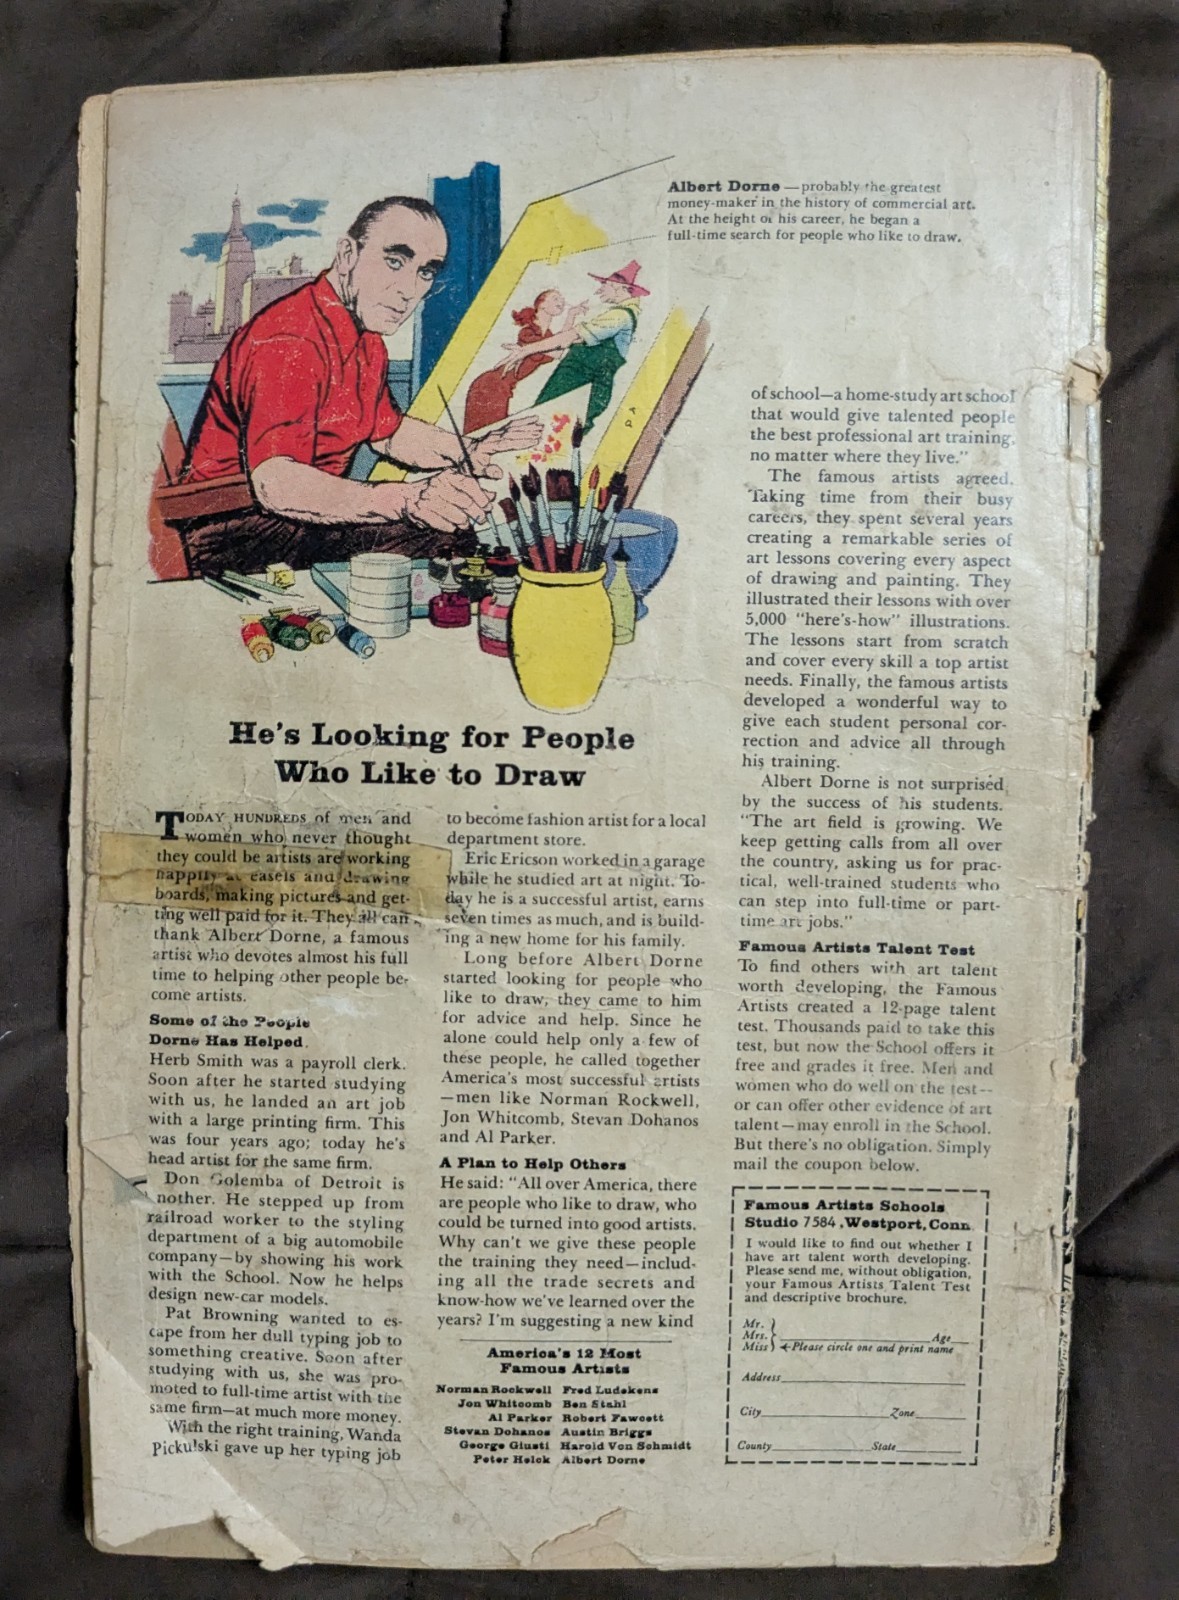 Albert Dorne —probably the greatest
money-maker in the history of commercial art.
At the height of his career, he began a
full-time search for people who like to draw.
P A
He's Looking for People
Who Like to Draw
TODAY HUNDREDS of men and
women who never thought
they could be artists are working
happily at easels and drawing
boards, making pictures and get-
ting well paid for it. They all can
thank Albert Dorne, a famous
artist who devotes almost his full
time to helping other people be-
come artists.
Some of the People
Dorne Has Helped
Herb Smith was a payroll clerk.
Soon after he started studying
with us, he landed an art job
with a large printing firm. This
was four years ago; today he's
head artist for the same firm.
Don Golemba of Detroit is
nother. He stepped up from
railroad worker to the styling
department of a big automobile
company—by showing his work
with the School. Now he helps
design new-car models.
Pat Browning wanted to es-
cape from her dull typing job to
something creative. Soon after
studying with us, she was pro-
moted to full-time artist with the
same firm—at much more money.
With the right training, Wanda
Pickulski gave up her typing job
to become fashion artist for a local
department store.
Eric Ericson worked in a garage
while he studied art at night. To-
day he is a successful artist, earns
seven times as much, and is build-
ing a new home for his family.
Long before Albert Dorne
started looking for people who
like to draw, they came to him
for advice and help. Since he
alone could help only a few of
these people, he called together
America's most successful artists
—men like Norman Rockwell,
Jon Whitcomb, Stevan Dohanos
and Al Parker.
A Plan to Help Others
He said: "All over America, there
are people who like to draw, who
could be turned into good artists.
Why can't we give these people
the training they need—includ-
ing all the trade secrets and
know-how we've learned over the
years? I'm suggesting a new kind
America's 12 Most
Famous Artists
Norman Rockwell Fred Ludekens
Jon Whitcomb Ben Stahl
Al Parker Robert Fawcett
Stevan Dohanos Austin Briggs
George Giusti Harold Von Schmidt
Peter Helck Albert Dorne
of school—a home-study art school
that would give talented people
the best professional art training,
no matter where they live."
The famous artists agreed.
Taking time from their busy
careers, they spent several years
creating a remarkable series of
art lessons covering every aspect
of drawing and painting. They
illustrated their lessons with over
5,000 "here's-how" illustrations.
The lessons start from scratch
and cover every skill a top artist
needs. Finally, the famous artists
developed a wonderful way to
give each student personal cor-
rection and advice all through
his training.
Albert Dorne is not surprised
by the success of his students.
"The art field is growing. We
keep getting calls from all over
the country, asking us for prac-
tical, well-trained students who
can step into full-time or part-
time art jobs."
Famous Artists Talent Test
To find others with art talent
worth developing, the Famous
Artists created a 12-page talent
test. Thousands paid to take this
test, but now the School offers it
free and grades it free. Men and
women who do well on the test--
or can offer other evidence of art
talent—may enroll in the School.
But there's no obligation. Simply
mail the coupon below.
Famous Artists Schools
Studio 7584, Westport, Conn.
I would like to find out whether I
have art talent worth developing.
Please send me, without obligation,
your Famous Artists Talent Test
and descriptive brochure.
Mr.
Mrs. Age
Miss Please circle one and print name
Address
City Zone
County State